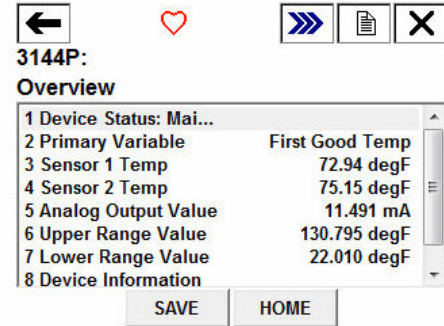 3144P:
Overview
1 Device Status: Mai...
2 Primary Variable First Good Temp
3 Sensor 1 Temp 72.94 degF
4 Sensor 2 Temp 75.15 degF
5 Analog Output Value 11.491 mA
6 Upper Range Value 130.795 degF
7 Lower Range Value 22.010 degF
8 Device Information
SAVE HOME